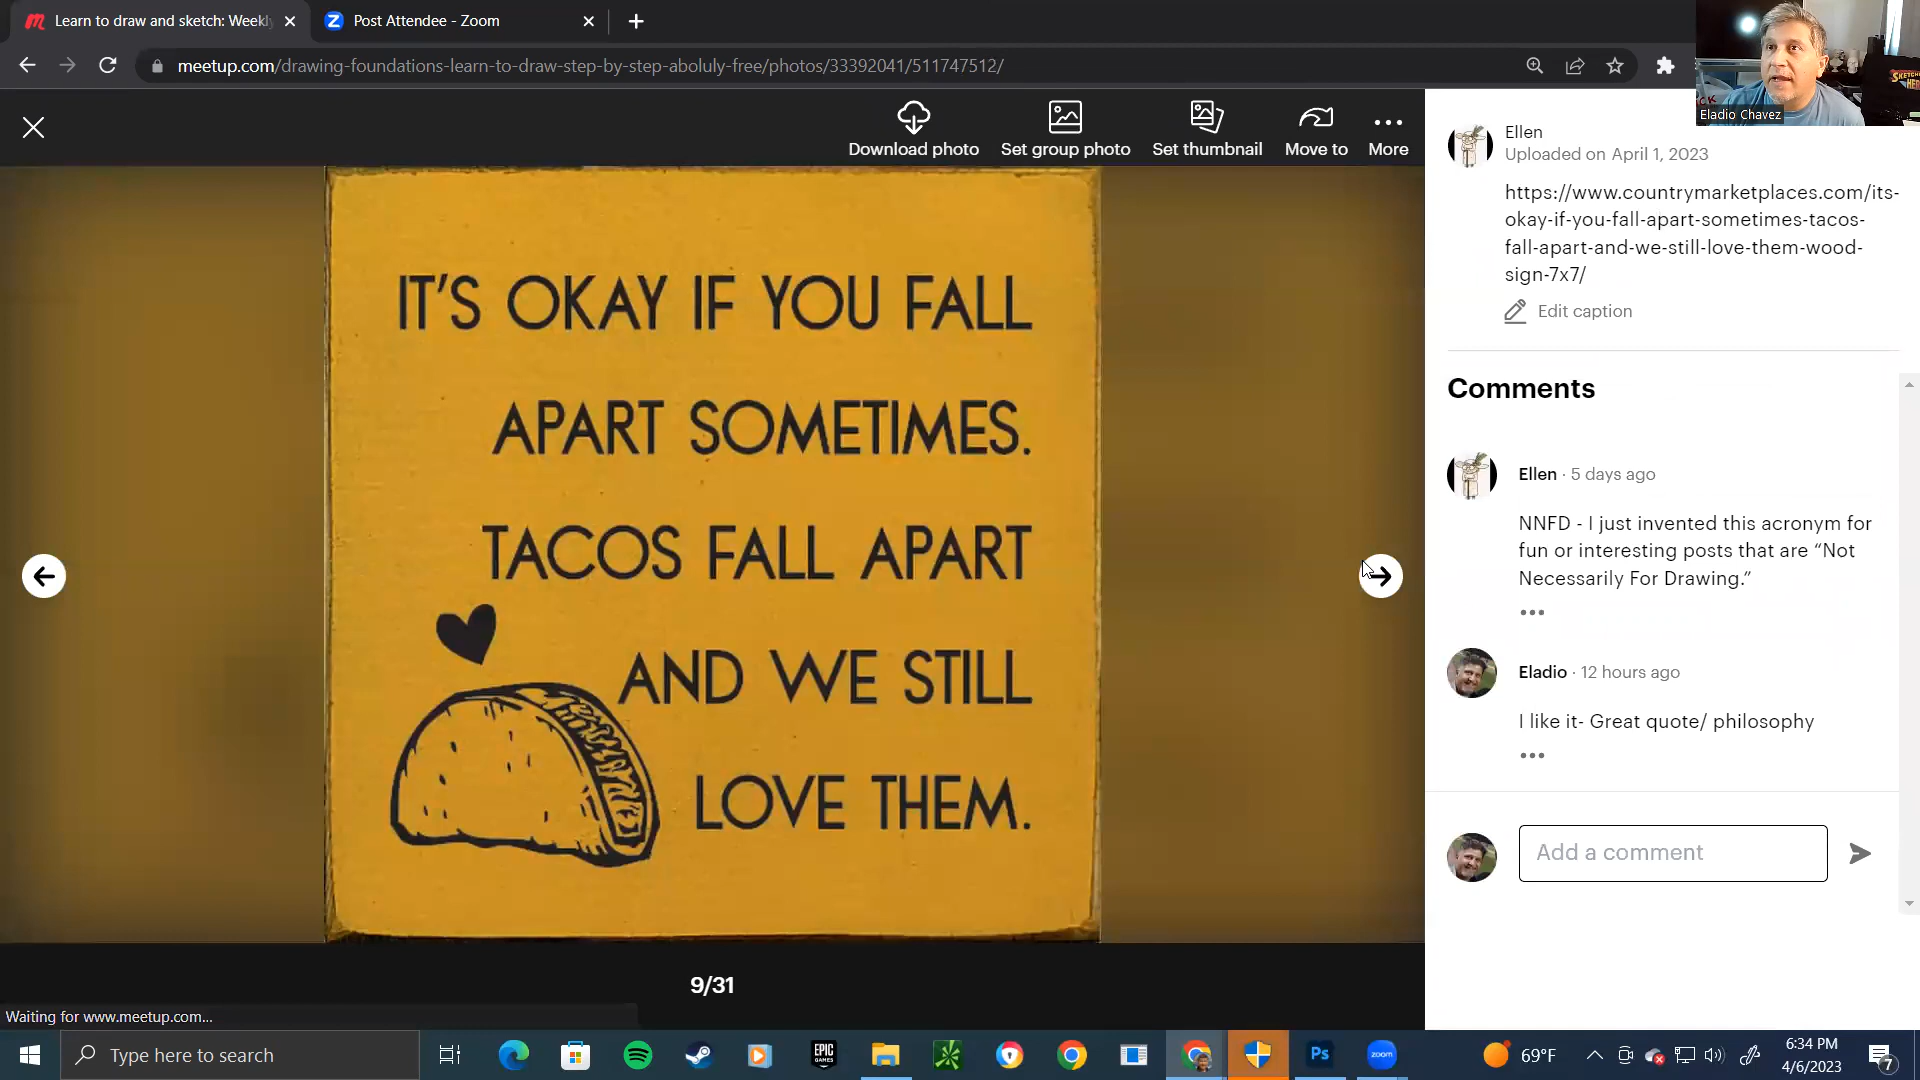 Learn to draw and sketch: Weekly
Post Attendee - Zoom
meetup.com/drawing-foundations-learn-to-draw-step-by-step-aboluly-free/photos/33392041/511747512/
Eladio Chavez
Download photo
Set group photo
Set thumbnail
Move to
More
IT'S OKAY IF YOU FALL
APART SOMETIMES.
TACOS FALL APART
AND WE STILL
LOVE THEM.
9/31
Waiting for www.meetup.com...
Ellen
Uploaded on April 1, 2023
https://www.countrymarketplaces.com/its-
okay-if-you-fall-apart-sometimes-tacos-
fall-apart-and-we-still-love-them-wood-
sign-7x7/
Edit caption
Comments
Ellen · 5 days ago
NNFD - I just invented this acronym for
fun or interesting posts that are “Not
Necessarily For Drawing.”
Eladio · 12 hours ago
I like it- Great quote/ philosophy
Add a comment
Type here to search
EPIC
GAMES
Ps
zoom
69°F
6:34 PM
4/6/2023
7